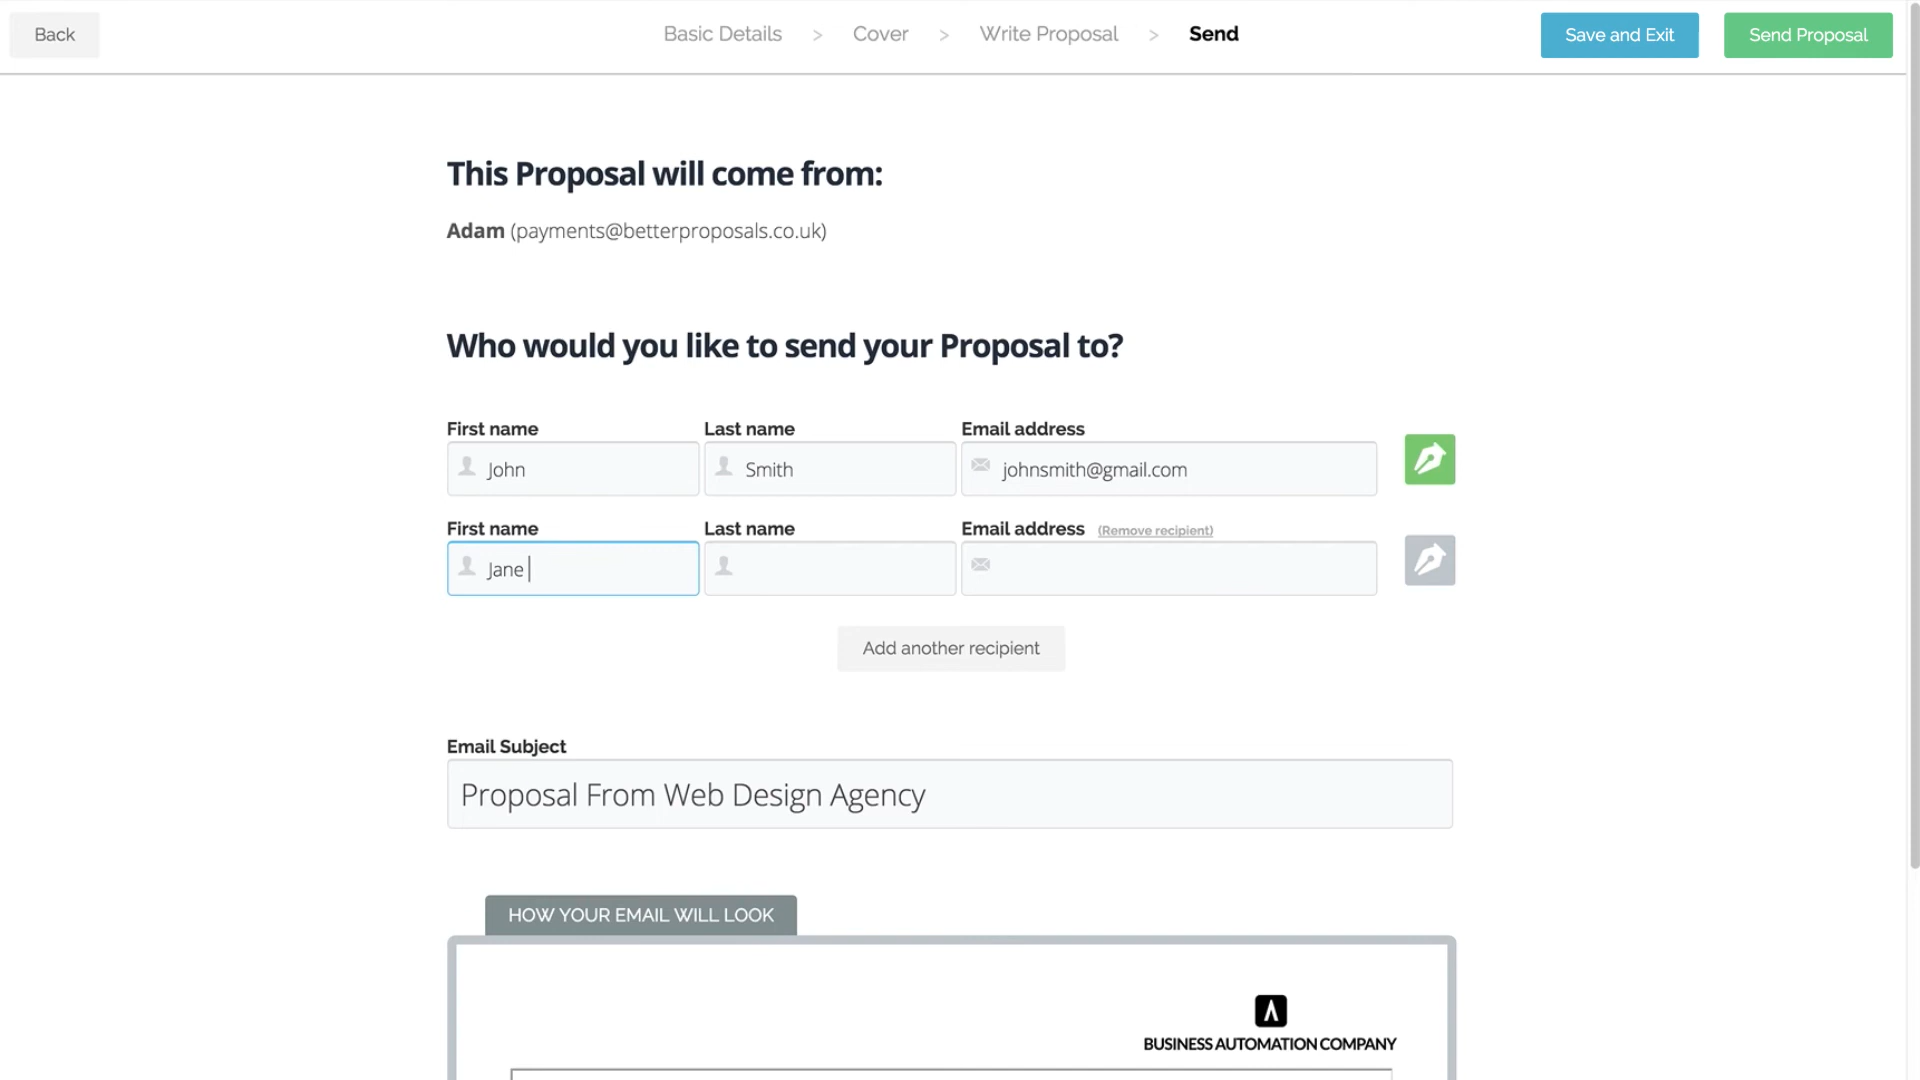 Back
Basic Details > Cover > Write Proposal > Send
Save and Exit
Send Proposal
This Proposal will come from:
Adam (payments@betterproposals.co.uk)
Who would you like to send your Proposal to?
First name Last name Email address
John Smith johnsmith@gmail.com
First name Last name Email address (Remove recipient)
Jane
Add another recipient
Email Subject
Proposal From Web Design Agency
HOW YOUR EMAIL WILL LOOK
BUSINESS AUTOMATION COMPANY